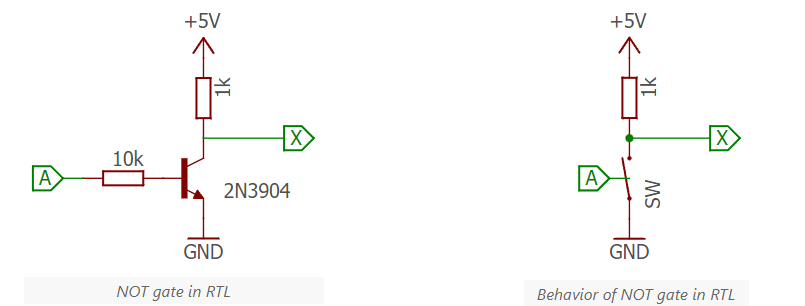 +5V
1k
X
10k
A
2N3904
GND
NOT gate in RTL
+5V
1k
X
A
SW
GND
Behavior of NOT gate in RTL